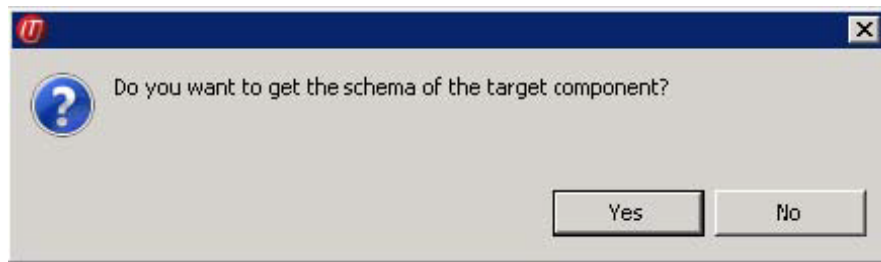 Do you want to get the schema of the target component?
Yes No